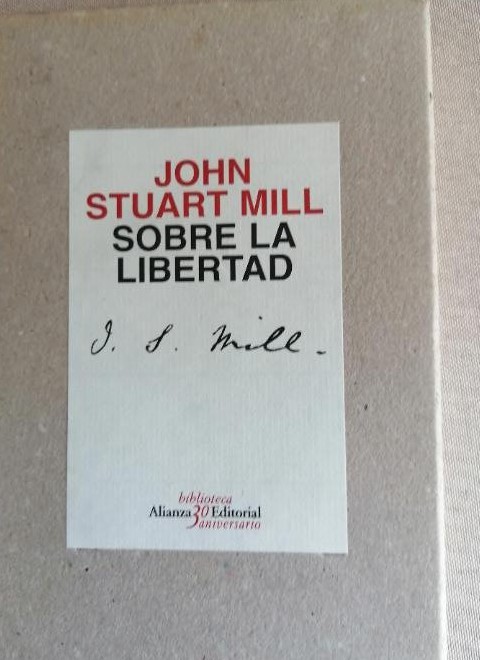 JOHN
STUART MILL
SOBRE LA
LIBERTAD
J. S. Mill.
biblioteca
Alianza 30 Editorial
aniversario